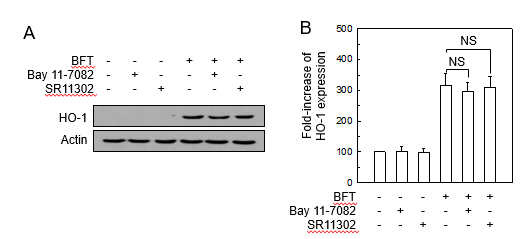 A
BFT - - - + + +
Bay 11-7082 - + - - + -
SR11302 - - + - - +
HO-1
Actin
B
Fold-increase of
HO-1 expression
500
400
300
200
100
0
NS
NS
BFT - - - + + +
Bay 11-7082 - + - - + -
SR11302 - - + - - +